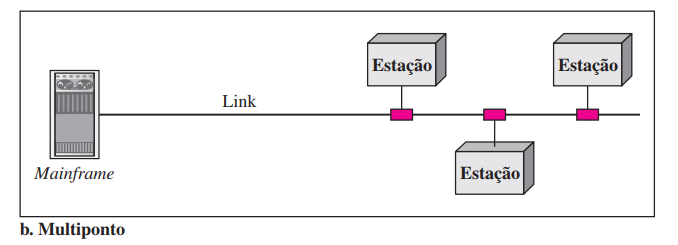 Estação
Estação
Link
Mainframe
Estação
b. Multiponto